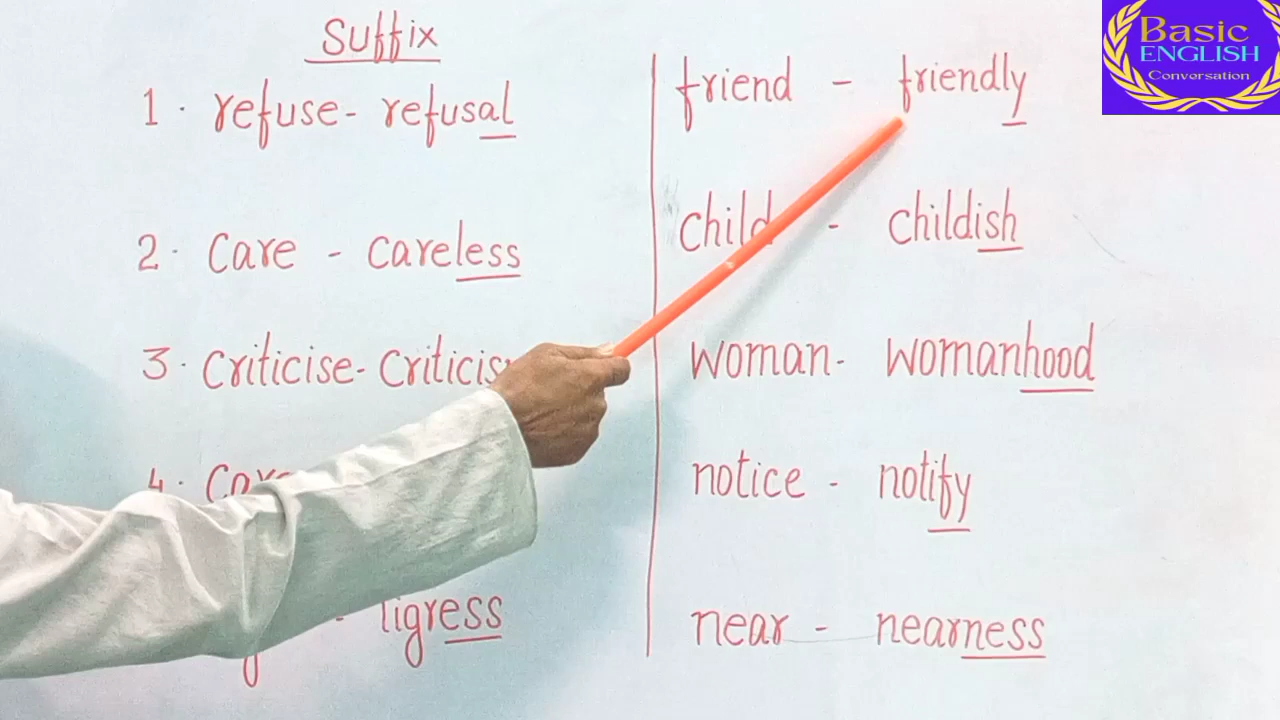 Suffix
1. refuse - refusal
2. Care - Careless
3. Criticise -
4.
- tigress
friend - friendly
child - childish
woman - womanhood
notice - notify
near - nearness
Basic
ENGLISH
Conversation